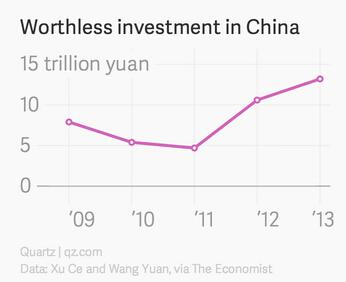 Worthless investment in China
15 trillion yuan
10
5
0
'09 '10 '11 '12 '13
Quartz | qz.com
Data: Xu Ce and Wang Yuan, via The Economist